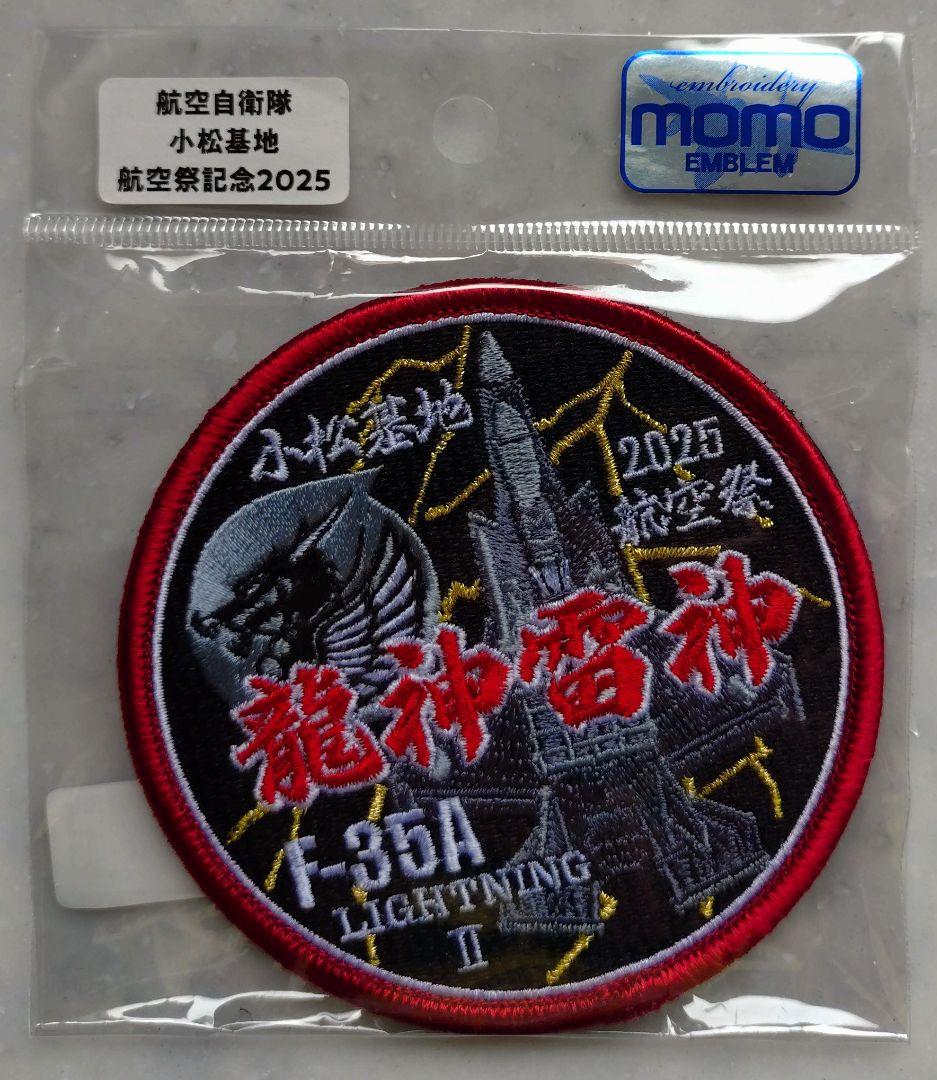 航空自衛隊
小松基地
航空祭記念2025
embroidery
momo
EMBLEM
小松基地
2025
航空祭
龍神雷神
F-35A
LIGHTNING
II